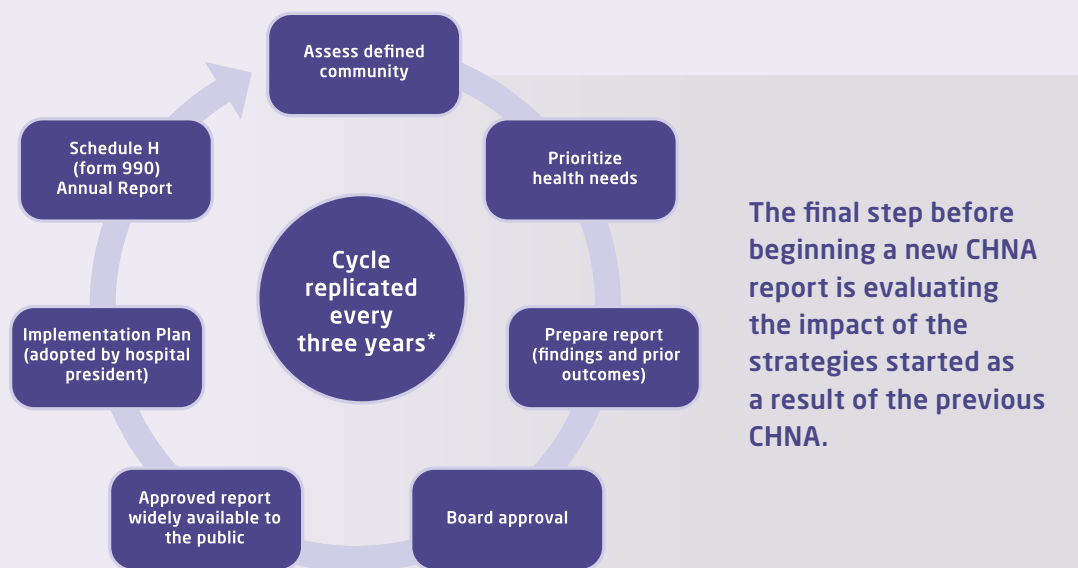 Assess defined
community
Prioritize
health needs
Prepare report
(findings and prior
outcomes)
Board approval
Approved report
widely available to
the public
Implementation Plan
(adopted by hospital
president)
Schedule H
(form 990)
Annual Report
Cycle
replicated
every
three years*
The final step before
beginning a new CHNA
report is evaluating
the impact of the
strategies started as
a result of the previous
CHNA.